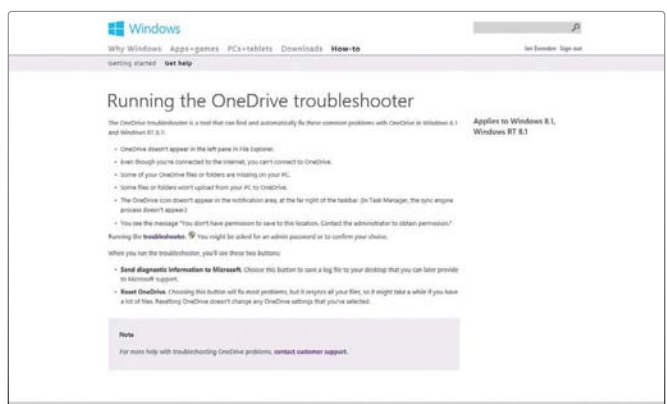 Windows
Why Windows Apps+games PCs+tablets Downloads How-to
Ian Evenden Sign out
Getting started Get help
Running the OneDrive troubleshooter
The OneDrive troubleshooter is a tool that can find and automatically fix these common problems with OneDrive in Windows 8.1
and Windows RT 8.1:
Applies to Windows 8.1,
Windows RT 8.1
• OneDrive doesn't appear in the left pane in File Explorer.
• Even though you're connected to the Internet, you can't connect to OneDrive.
• Some of your OneDrive files or folders are missing on your PC.
• Some files or folders won't upload from your PC to OneDrive.
• The OneDrive icon doesn't appear in the notification area, at the far right of the taskbar. (In Task Manager, the sync engine
process doesn't appear.)
• You see the message "You don't have permission to save to this location. Contact the administrator to obtain permission."
Running the troubleshooter. You might be asked for an admin password or to confirm your choice.
When you run the troubleshooter, you'll see these two buttons:
• Send diagnostic information to Microsoft. Choose this button to save a log file to your desktop that you can later provide
to Microsoft support.
• Reset OneDrive. Choosing this button will fix most problems, but it resyncs all your files, so it might take a while if you have
a lot of files. Resetting OneDrive doesn't change any OneDrive settings that you've selected.
Note
For more help with troubleshooting OneDrive problems, contact customer support.